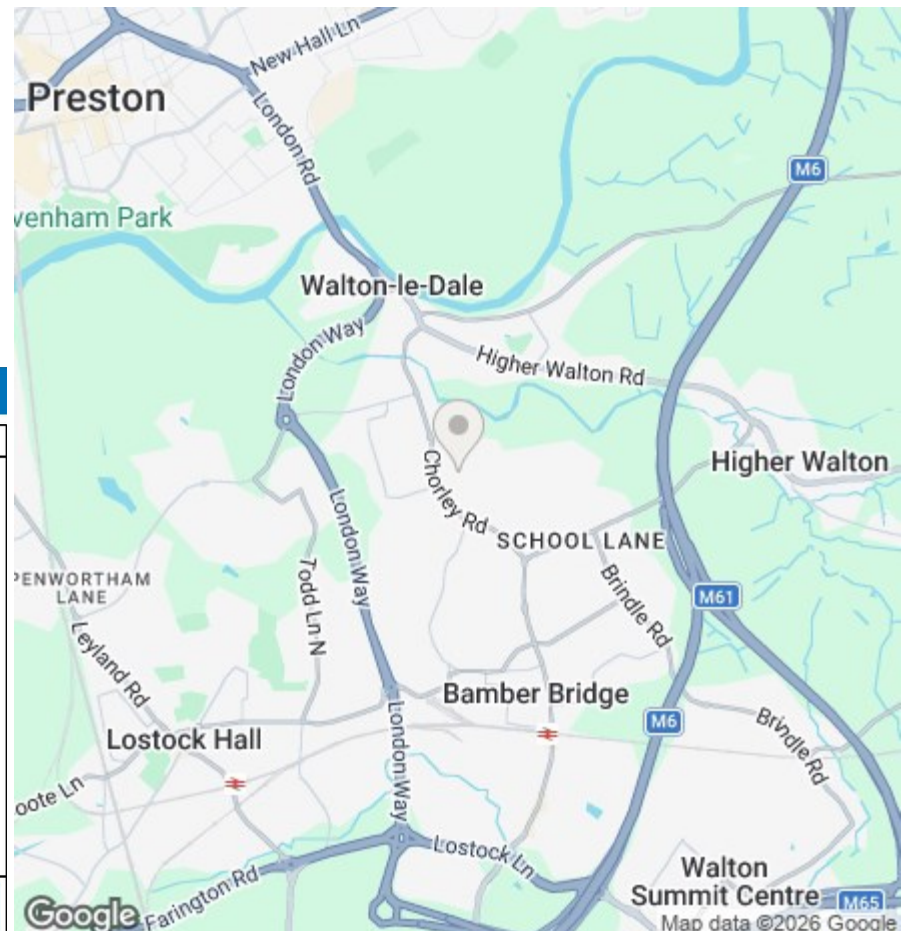 New Hall Ln
Preston
London Rd
M6
venham Park
Walton-le-Dale
London Way
Higher Walton Rd
Chorley Rd
Higher Walton
SCHOOL LANE
London Way
Todd Ln N
PENWORTHAM
LANE
Brindle Rd
M61
Leyland Rd
Bamber Bridge
M6
Brindle Rd
Lostock Hall
London Way
oote Ln
Lostock Ln
Farington Rd
Walton
Summit Centre
M65
Google
Map data ©2026 Google